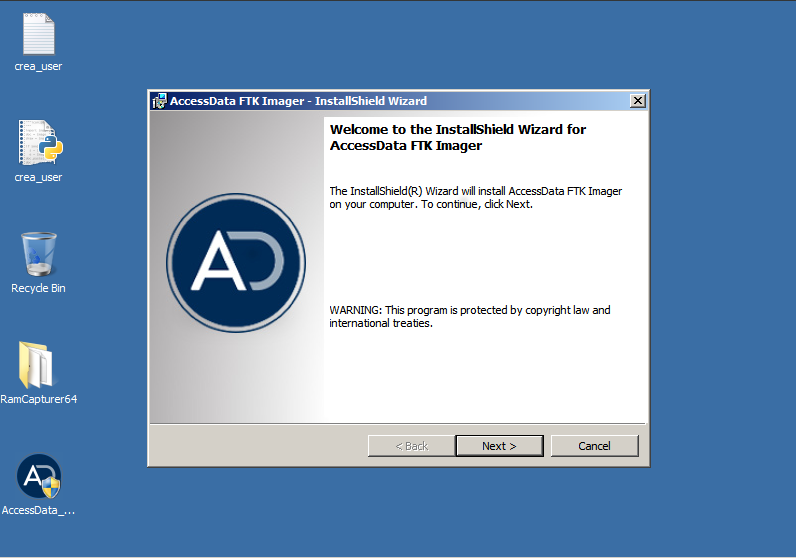 crea_user
crea_user
Recycle Bin
RamCapturer64
AccessData_...
AccessData FTK Imager - InstallShield Wizard
Welcome to the InstallShield Wizard for
AccessData FTK Imager
The InstallShield(R) Wizard will install AccessData FTK Imager
on your computer. To continue, click Next.
WARNING: This program is protected by copyright law and
international treaties.
< Back
Next >
Cancel